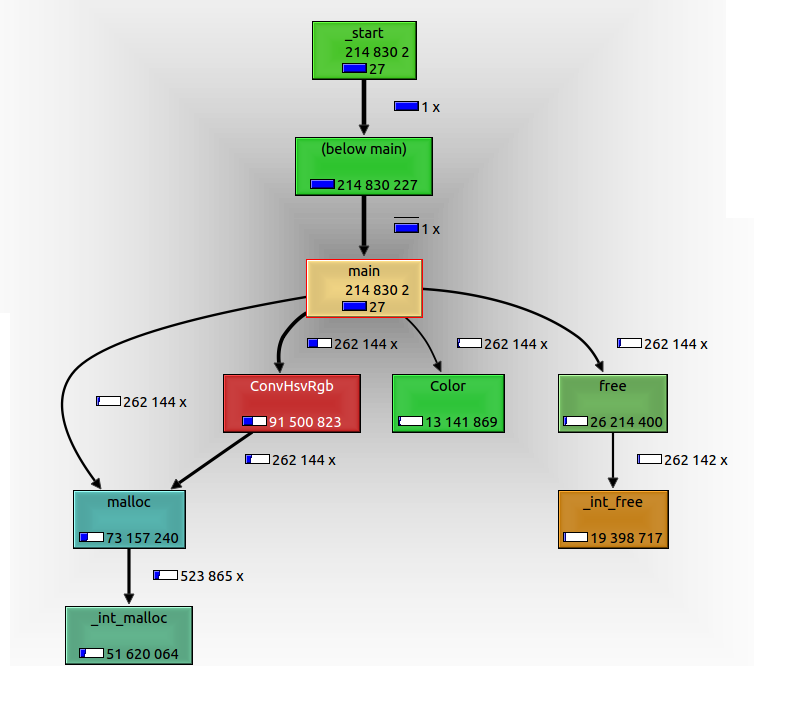 _start
214 830 2
27
1 x
(below main)
214 830 227
1 x
main
214 830 2
27
262 144 x
262 144 x
262 144 x
262 144 x
ConvHsvRgb
91 500 823
Color
13 141 869
free
26 214 400
262 144 x
262 142 x
malloc
73 157 240
_int_free
19 398 717
523 865 x
_int_malloc
51 620 064